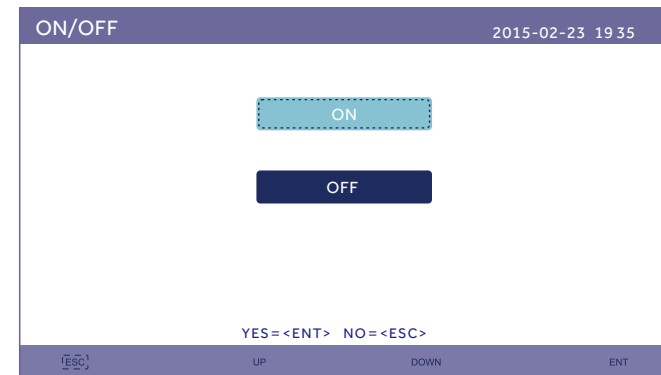 ON/OFF 2015-02-23 19 35
ON
OFF
YES=<ENT> NO=<ESC>
ESC UP DOWN ENT